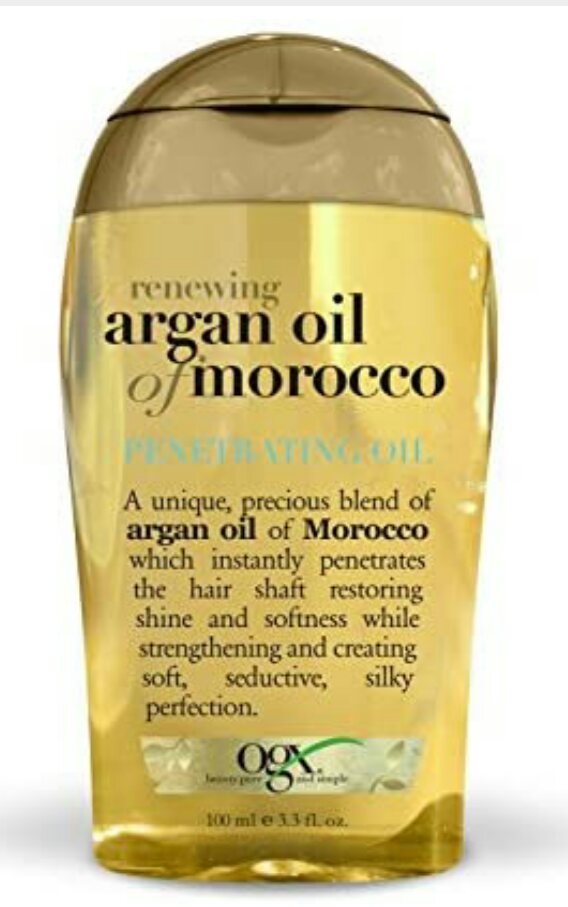 renewing
argan oil
of morocco
PENETRATING OIL
A unique, precious blend of
argan oil of Morocco
which instantly penetrates
the hair shaft restoring
shine and softness while
strengthening and creating
soft, seductive, silky
perfection.
ogx
beauty pure and simple
100 ml e 3.3 fl. oz.